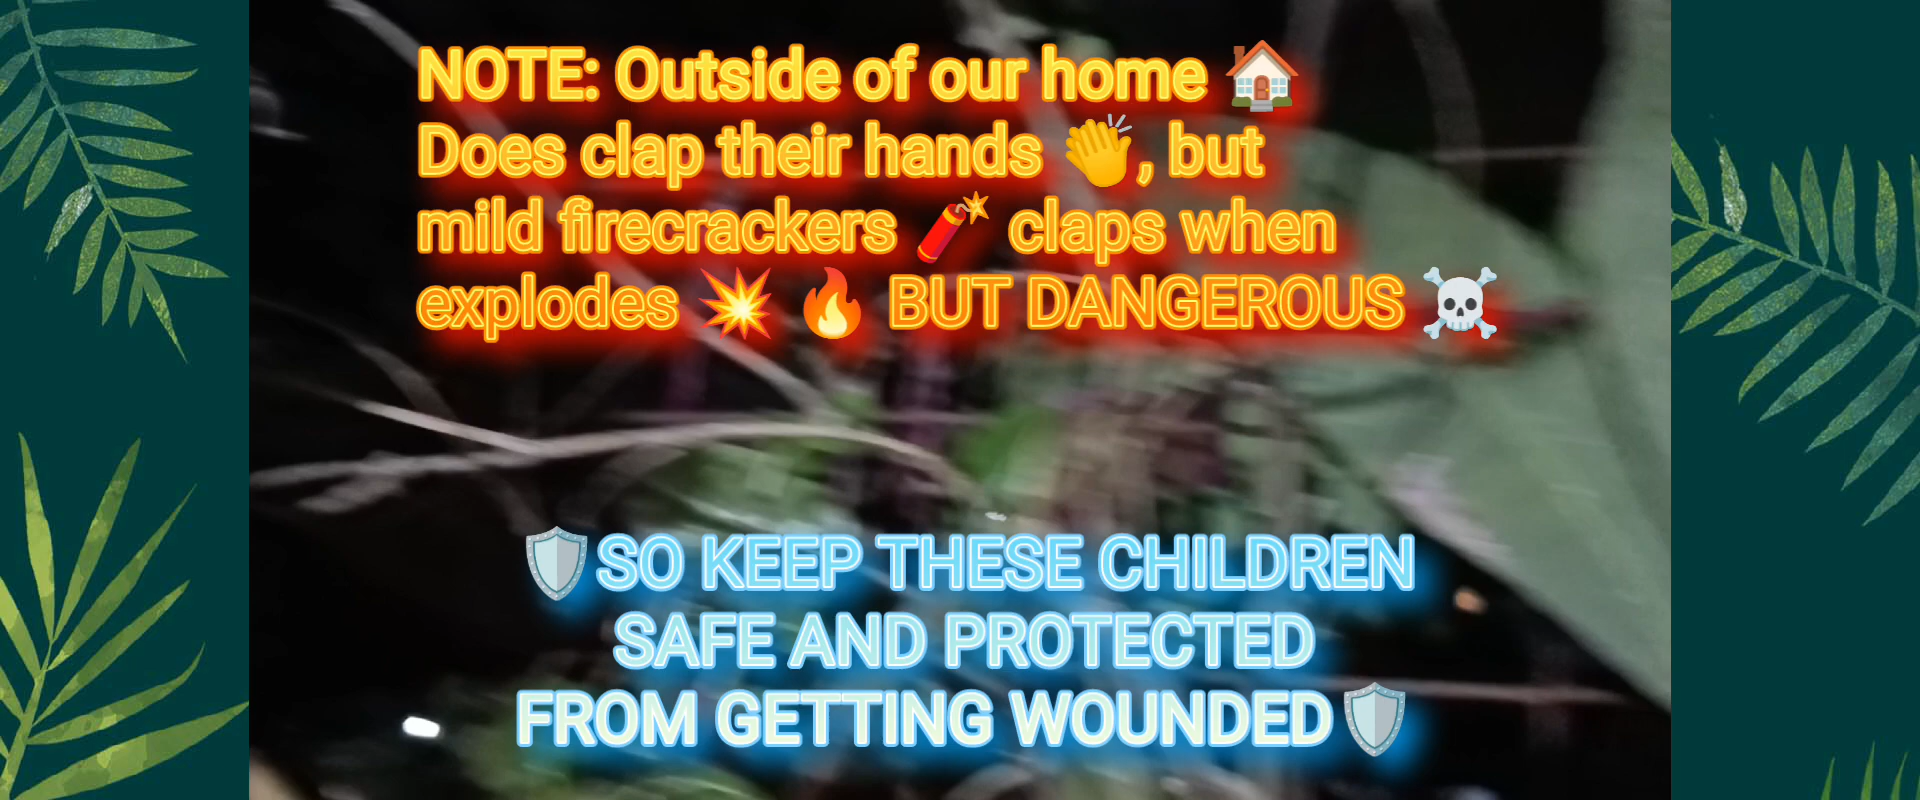 NOTE: Outside of our home 🏠
Does clap their hands 👏, but
mild firecrackers 🧨 claps when
explodes 💥 🔥 BUT DANGEROUS ☠️
🛡️SO KEEP THESE CHILDREN
SAFE AND PROTECTED
FROM GETTING WOUNDED🛡️